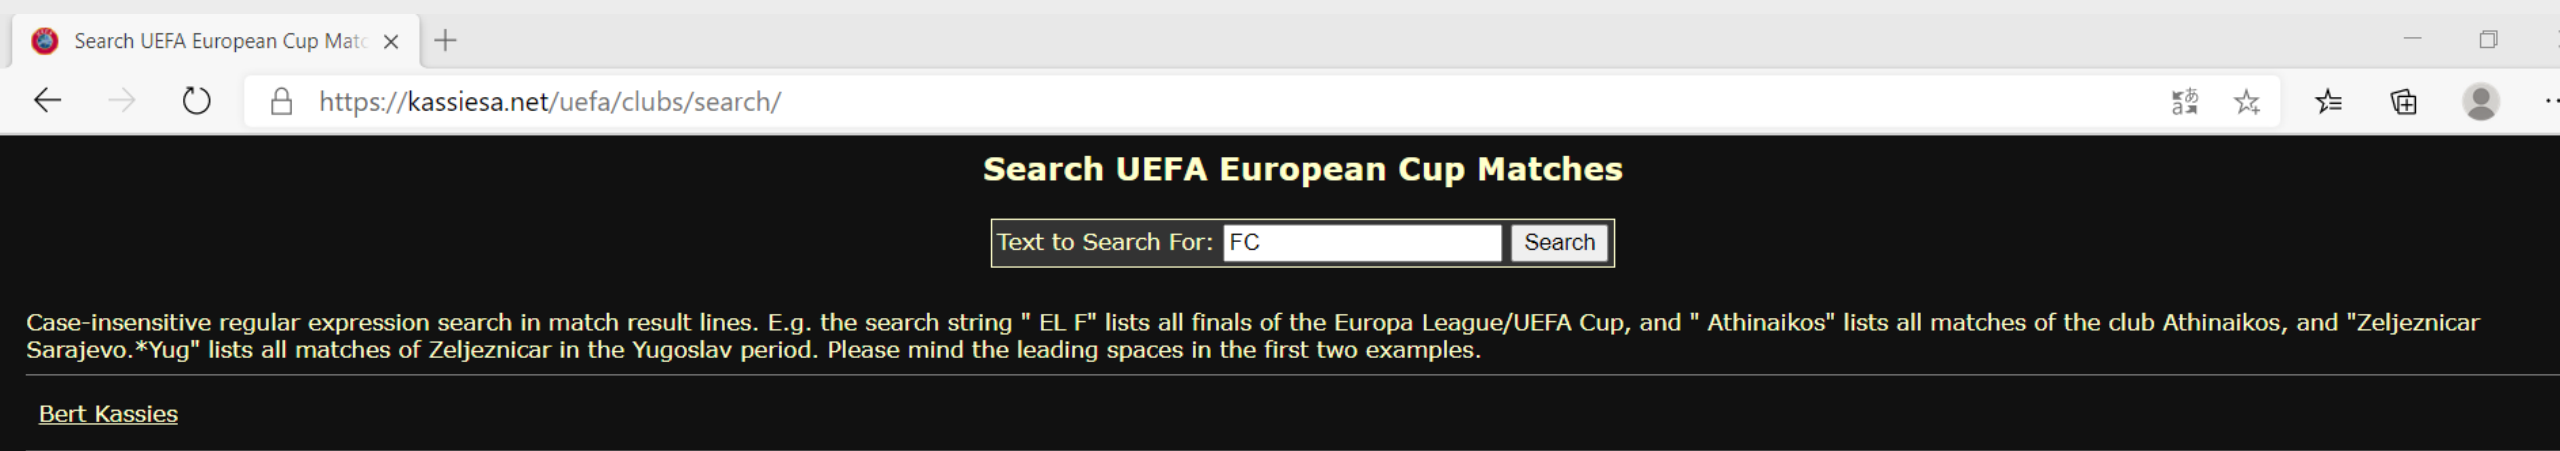 Search UEFA European Cup Matc
https://kassiesa.net/uefa/clubs/search/
Search UEFA European Cup Matches
Text to Search For: FC Search
Case-insensitive regular expression search in match result lines. E.g. the search string " EL F" lists all finals of the Europa League/UEFA Cup, and " Athinaikos" lists all matches of the club Athinaikos, and "Zeljeznicar
Sarajevo.*Yug" lists all matches of Zeljeznicar in the Yugoslav period. Please mind the leading spaces in the first two examples.
Bert Kassies